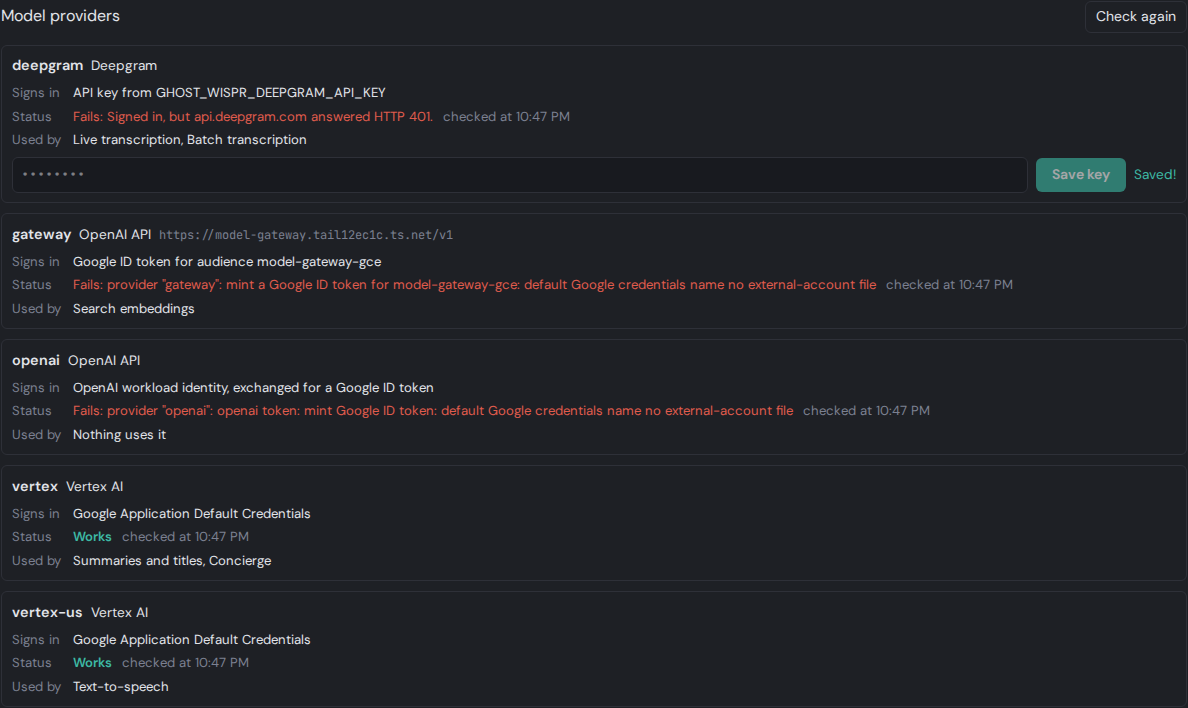 Model providers
Check again
deepgram Deepgram
Signs in API key from GHOST_WISPR_DEEPGRAM_API_KEY
Status Fails: Signed in, but api.deepgram.com answered HTTP 401. checked at 10:47 PM
Used by Live transcription, Batch transcription
••••••••
Save key Saved!
gateway OpenAI API https://model-gateway.tail12ec1c.ts.net/v1
Signs in Google ID token for audience model-gateway-gce
Status Fails: provider "gateway": mint a Google ID token for model-gateway-gce: default Google credentials name no external-account file checked at 10:47 PM
Used by Search embeddings
openai OpenAI API
Signs in OpenAI workload identity, exchanged for a Google ID token
Status Fails: provider "openai": openai token: mint Google ID token: default Google credentials name no external-account file checked at 10:47 PM
Used by Nothing uses it
vertex Vertex AI
Signs in Google Application Default Credentials
Status Works checked at 10:47 PM
Used by Summaries and titles, Concierge
vertex-us Vertex AI
Signs in Google Application Default Credentials
Status Works checked at 10:47 PM
Used by Text-to-speech